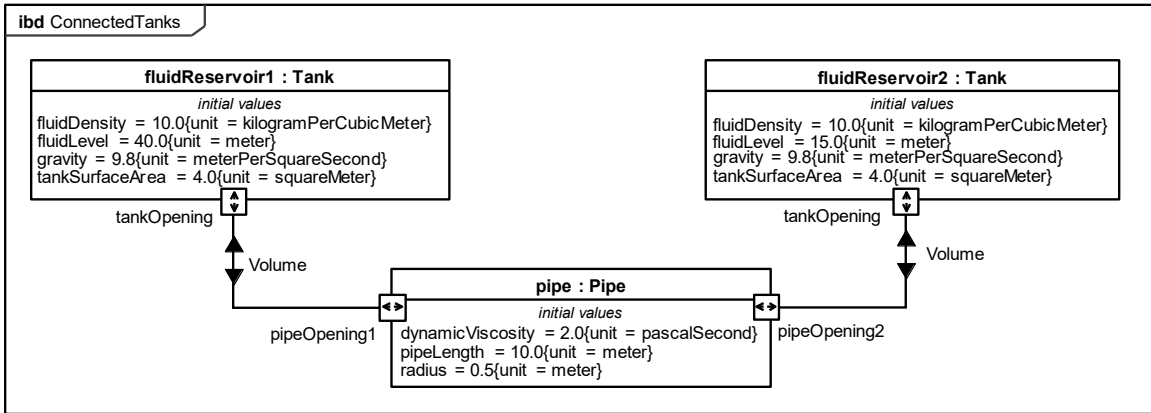 ibd ConnectedTanks
fluidReservoir1 : Tank
initial values
fluidDensity = 10.0{unit = kilogramPerCubicMeter}
fluidLevel = 40.0{unit = meter}
gravity = 9.8{unit = meterPerSquareSecond}
tankSurfaceArea = 4.0{unit = squareMeter}
tankOpening
Volume
fluidReservoir2 : Tank
initial values
fluidDensity = 10.0{unit = kilogramPerCubicMeter}
fluidLevel = 15.0{unit = meter}
gravity = 9.8{unit = meterPerSquareSecond}
tankSurfaceArea = 4.0{unit = squareMeter}
tankOpening
Volume
pipe : Pipe
initial values
dynamicViscosity = 2.0{unit = pascalSecond}
pipeLength = 10.0{unit = meter}
radius = 0.5{unit = meter}
pipeOpening1
pipeOpening2